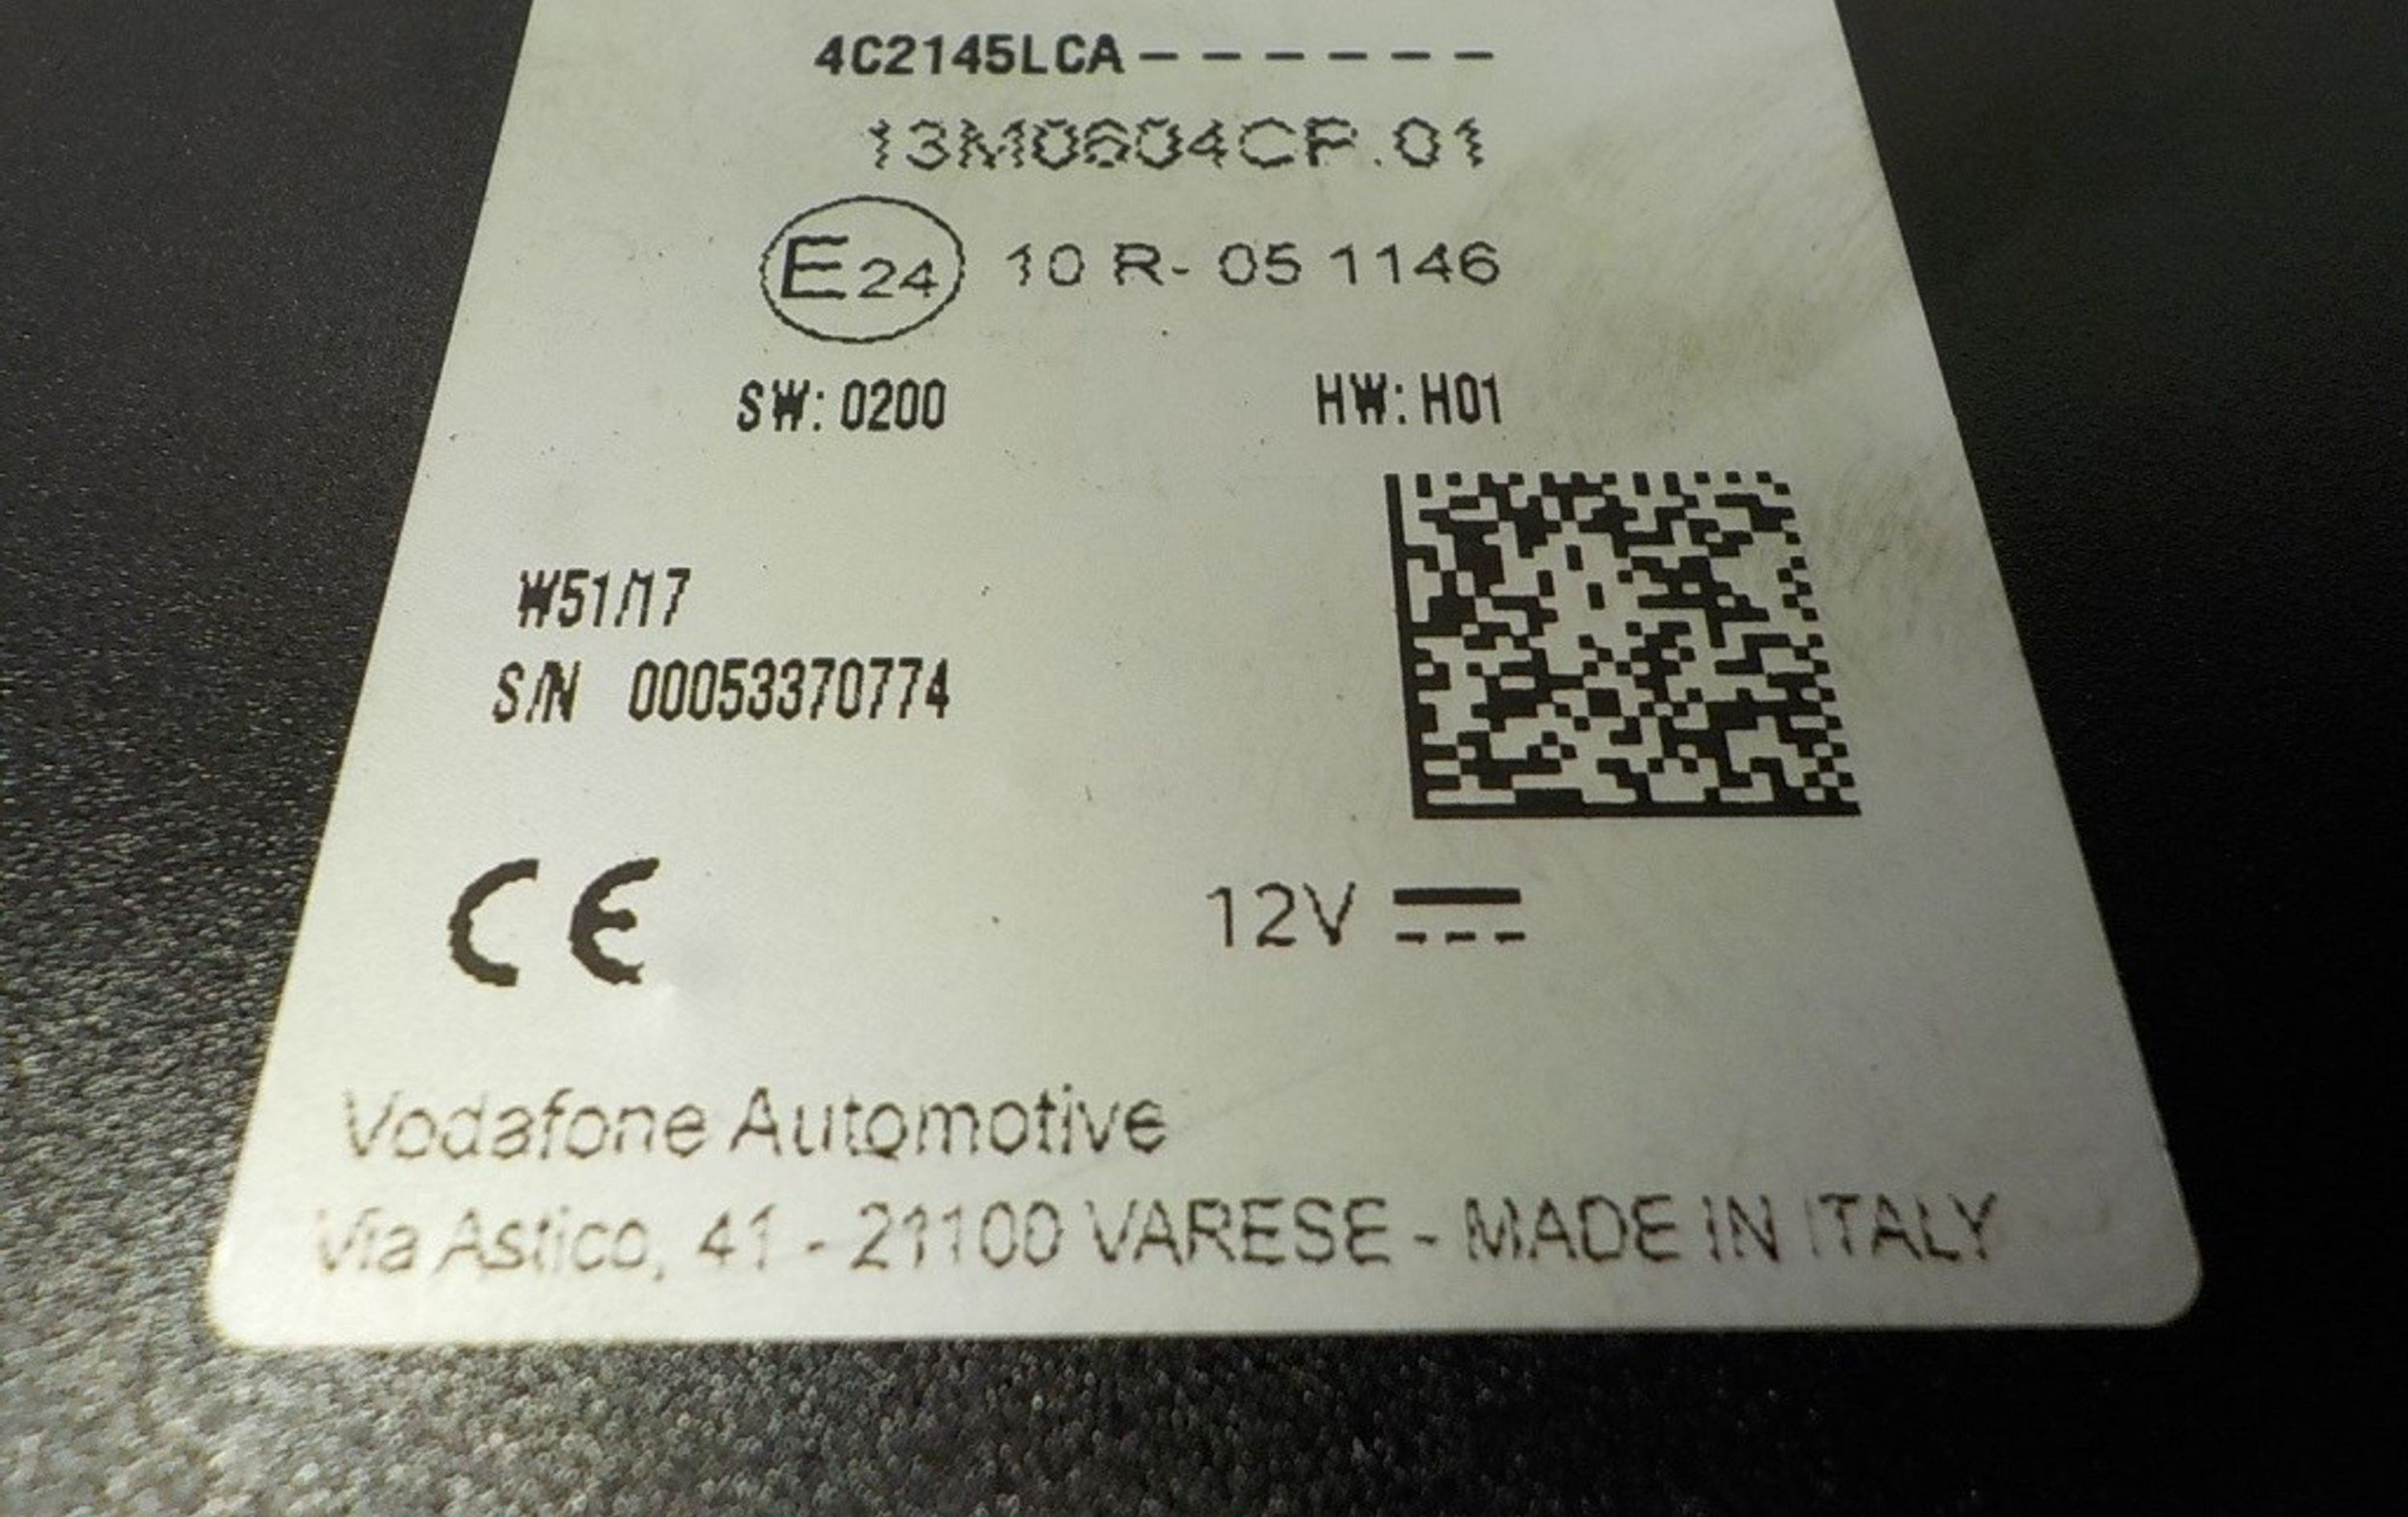 4C2145LCA------
13M0604CP.01
E24 10 R- 05 1146
SW: 0200 HW: H01
W51/17
S/N 00053370774
CE 12V
Vodafone Automotive
Via Astico, 41 - 21100 VARESE - MADE IN ITALY